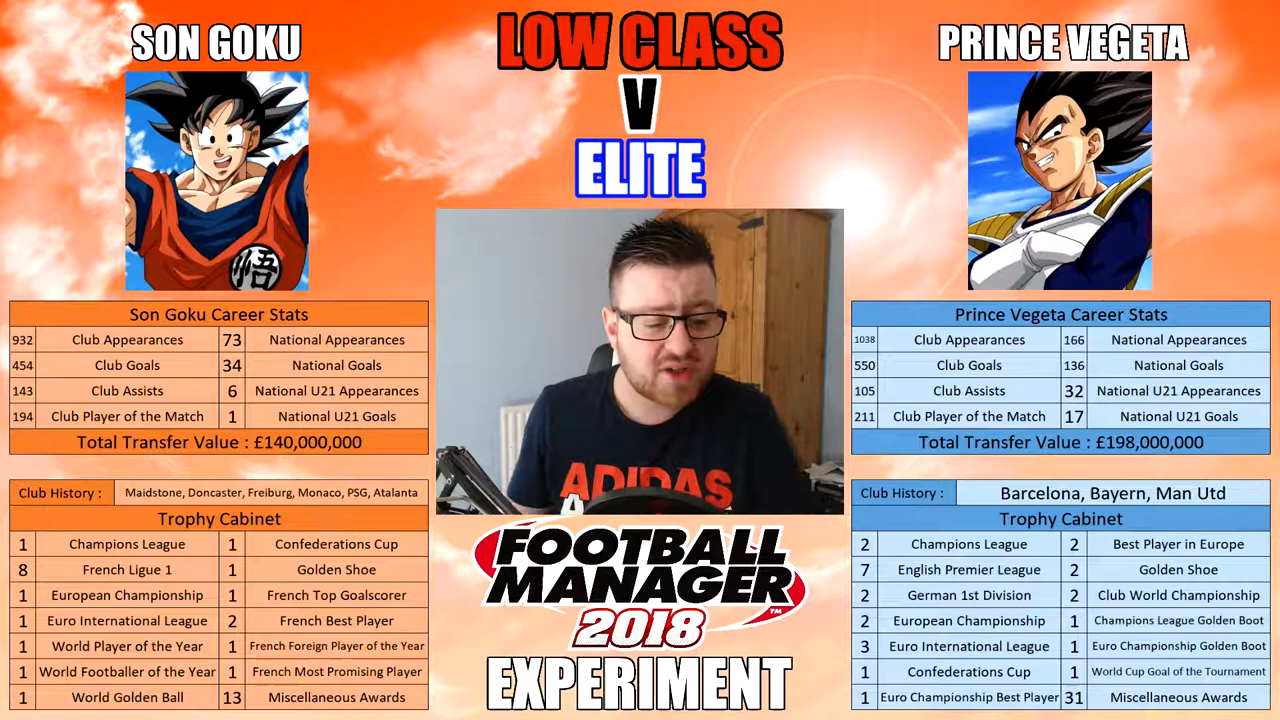 SON GOKU
LOW CLASS
V
ELITE
PRINCE VEGETA
悟
Son Goku Career Stats
932 Club Appearances 73 National Appearances
454 Club Goals 34 National Goals
143 Club Assists 6 National U21 Appearances
194 Club Player of the Match 1 National U21 Goals
Total Transfer Value : £140,000,000
Club History : Maidstone, Doncaster, Freiburg, Monaco, PSG, Atalanta
Trophy Cabinet
1 Champions League 1 Confederations Cup
8 French Ligue 1 1 Golden Shoe
1 European Championship 1 French Top Goalscorer
1 Euro International League 2 French Best Player
1 World Player of the Year 1 French Foreign Player of the Year
1 World Footballer of the Year 1 French Most Promising Player
1 World Golden Ball 13 Miscellaneous Awards
ADIDAS
A
FOOTBALL
MANAGER™
2018
EXPERIMENT
Prince Vegeta Career Stats
1038 Club Appearances 166 National Appearances
550 Club Goals 136 National Goals
105 Club Assists 32 National U21 Appearances
211 Club Player of the Match 17 National U21 Goals
Total Transfer Value : £198,000,000
Club History : Barcelona, Bayern, Man Utd
Trophy Cabinet
2 Champions League 2 Best Player in Europe
7 English Premier League 2 Golden Shoe
2 German 1st Division 2 Club World Championship
2 European Championship 1 Champions League Golden Boot
3 Euro International League 1 Euro Championship Golden Boot
1 Confederations Cup 1 World Cup Goal of the Tournament
1 Euro Championship Best Player 31 Miscellaneous Awards